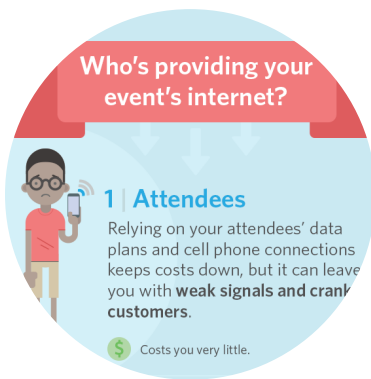 Who's providing your
event's internet?
1 | Attendees
Relying on your attendees' data
plans and cell phone connections
keeps costs down, but it can leave
you with weak signals and crank
customers.
$ Costs you very little.